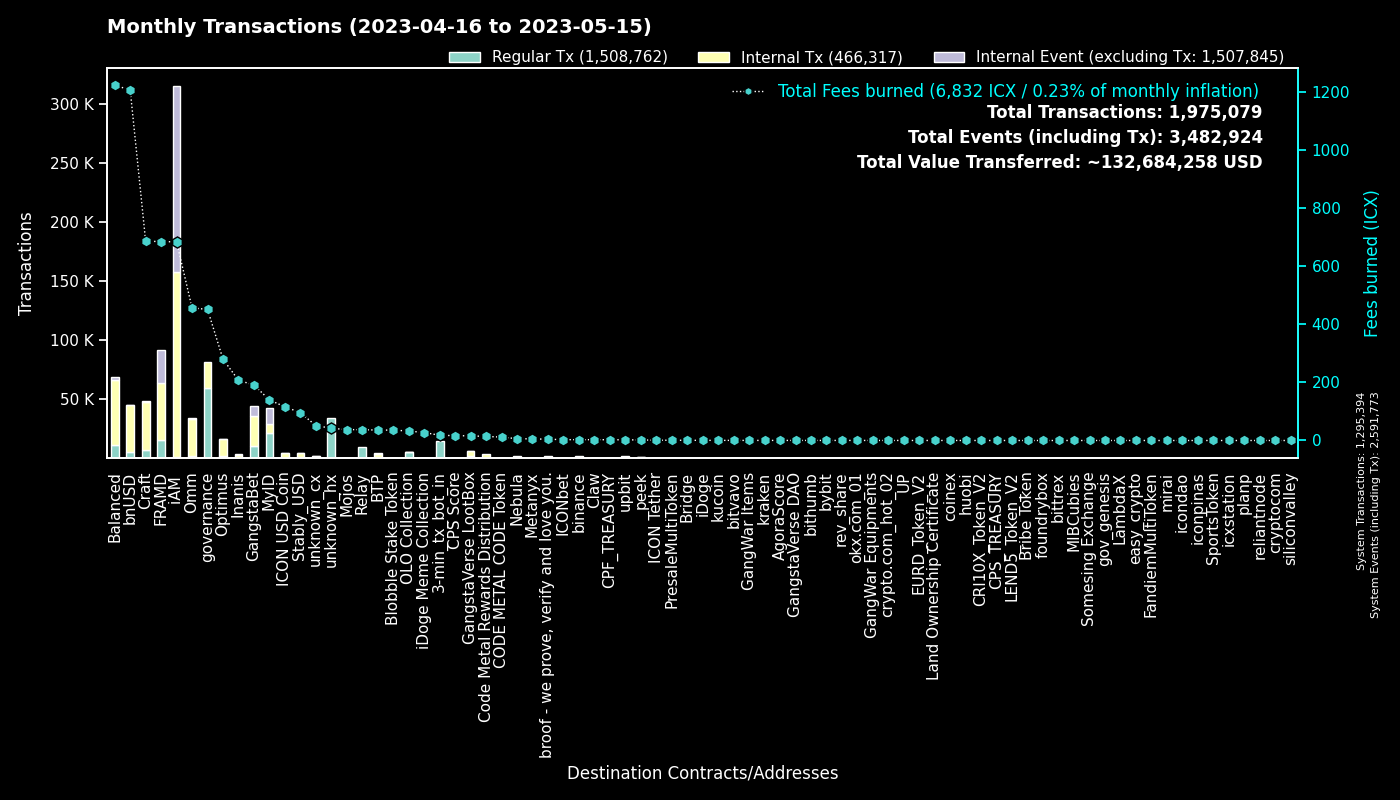 Monthly Transactions (2023-04-16 to 2023-05-15)
Regular Tx (1,508,762)
Internal Tx (466,317)
Internal Event (excluding Tx: 1,507,845)
Total Fees burned (6,832 ICX / 0.23% of monthly inflation)
Total Transactions: 1,975,079
Total Events (including Tx): 3,482,924
Total Value Transferred: ~132,684,258 USD
Transactions
300 K
250 K
200 K
150 K
100 K
50 K
1200
1000
800
600
400
200
0
Fees burned (ICX)
System Transactions: 1,295,394
System Events (including Tx): 2,591,773
Balanced
bnUSD
Craft
FRAMD
iAM
Omm
governance
Optimus
Inanis
GangstaBet
MyID
ICON USD Coin
Stably_USD
unknown_cx
unknown_hx
Mojos
Relay
BTP
Blobble Stake Token
OLO Collection
iDoge Meme Collection
3-min_tx_bot_in
CPS Score
GangstaVerse LootBox
Code Metal Rewards Distribution
CODE METAL CODE Token
Nebula
Metanyx
broof - we prove, verify and love you.
ICONbet
binance
Claw
CPF_TREASURY
upbit
peek
ICON Tether
PresaleMultiToken
Bridge
iDoge
kucoin
bitvavo
GangWar Items
kraken
AgoraScore
GangstaVerse DAO
bithumb
bybit
rev_share
okx.com_01
GangWar Equipments
crypto.com_hot_02
UP
EURD_Token_V2
Land Ownership Certificate
coinex
huobi
CRI10X_Token_V2
CPS_TREASURY
LENDS_Token_V2
Bribe Token
foundrybox
bittrex
MIBCubies
Somesing Exchange
gov_genesis
LambdaX
easy_crypto
FandiemMultiToken
mirai
icondao
iconpinas
SportsToken
icxstation
planp
reliantnode
cryptocom
siliconvalley
Destination Contracts/Addresses